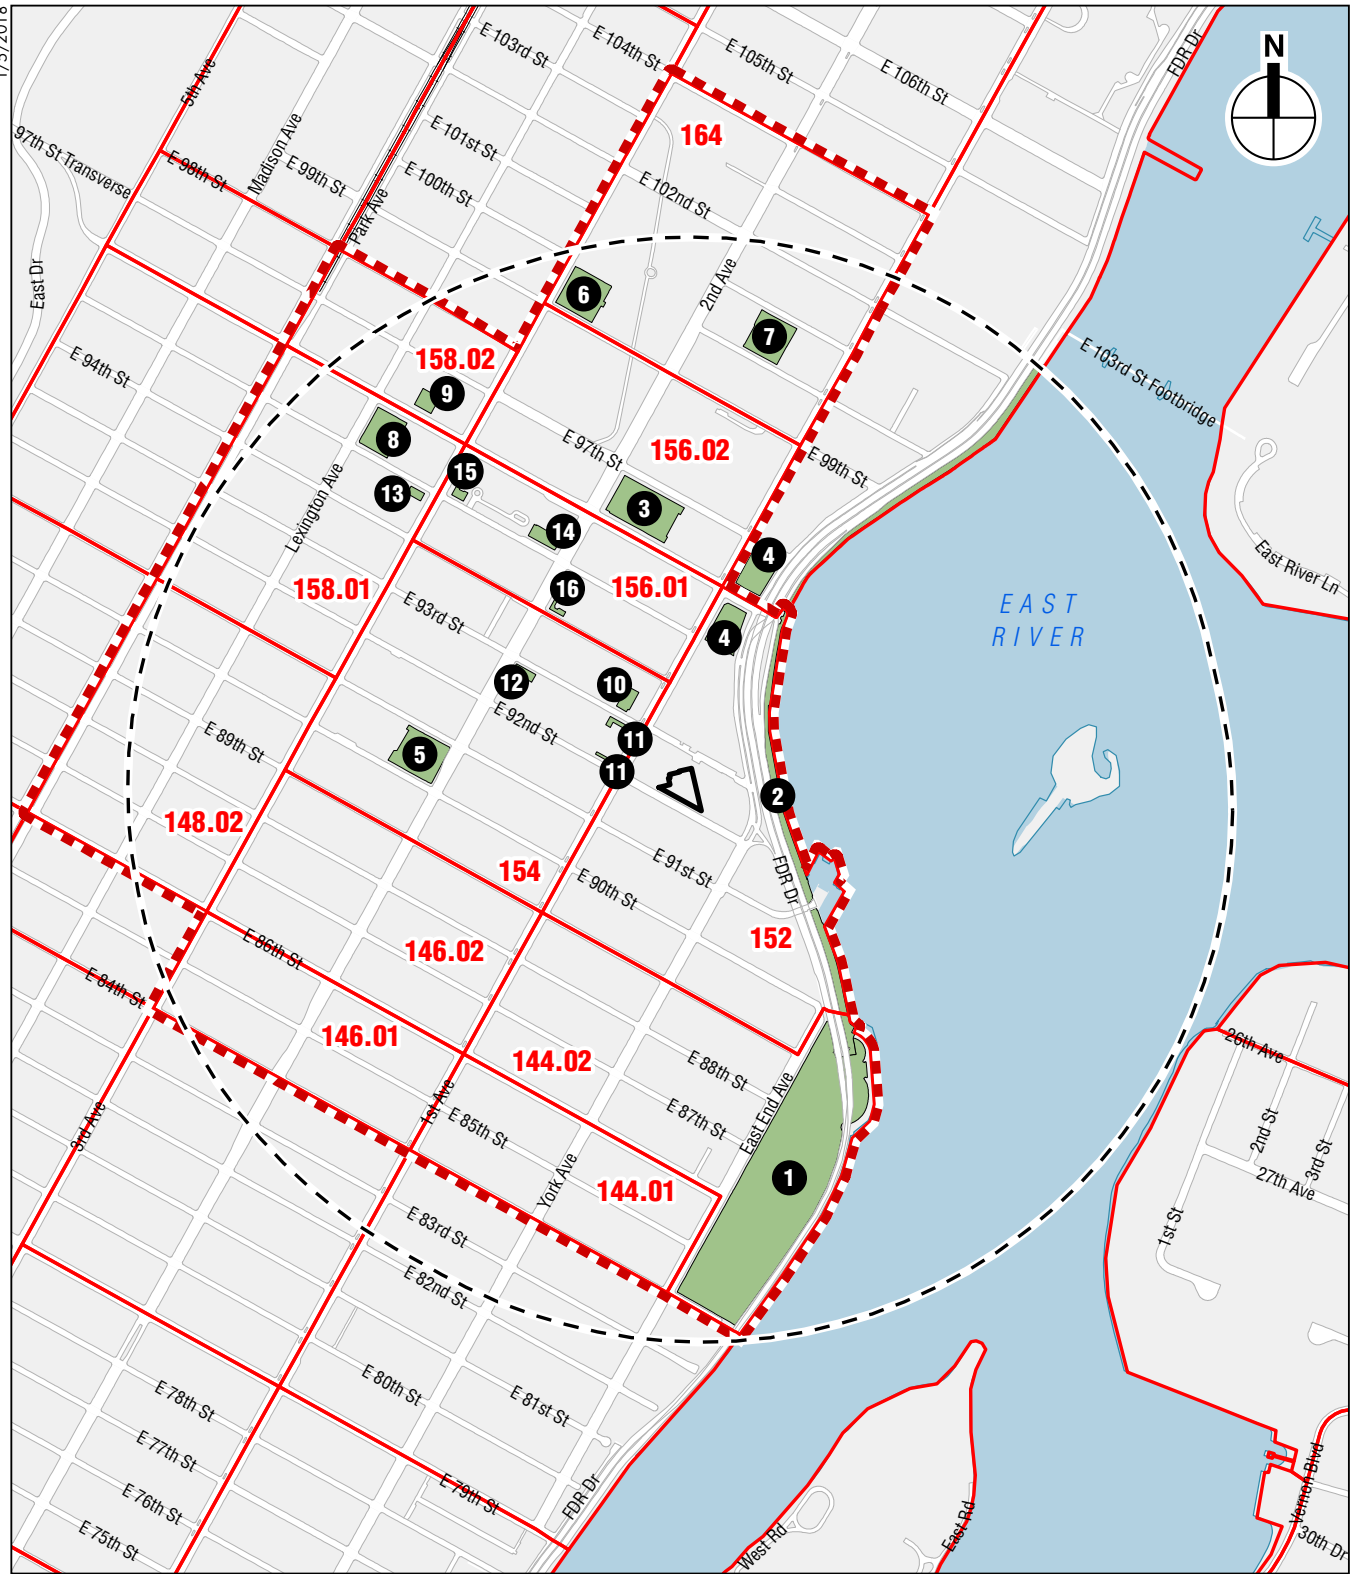 1/5/2018
N
E 103rd St
E 104th St
E 105th St
E 106th St
FDR Dr
5th Ave
Madison Ave
97th St Transverse
E 98th St
E 99th St
E 101st St
E 100th St
Park Ave
164
E 102nd St
East Dr
2nd Ave
6
7
E 94th St
158.02
9
8
E 103rd St Footbridge
E 97th St
156.02
E 99th St
15
13
3
Lexington Ave
14
4
East River Ln
158.01
16
156.01
E 93rd St
EAST
RIVER
4
12
10
E 92nd St
11
E 89th St
5
11
2
148.02
154
E 91st St
FDR Dr
E 90th St
152
E 86th St
146.02
E 84th St
146.01
144.02
E 88th St
26th Ave
3rd Ave
1st Ave
E 85th St
E 87th St
East End Ave
2nd St
3rd St
27th Ave
1
York Ave
144.01
E 83rd St
1st St
E 82nd St
E 78th St
E 80th St
E 81st St
E 77th St
E 76th St
E 79th St
FDR Dr
E 75th St
West Rd
East Rd
Vernon Blvd
30th Dr